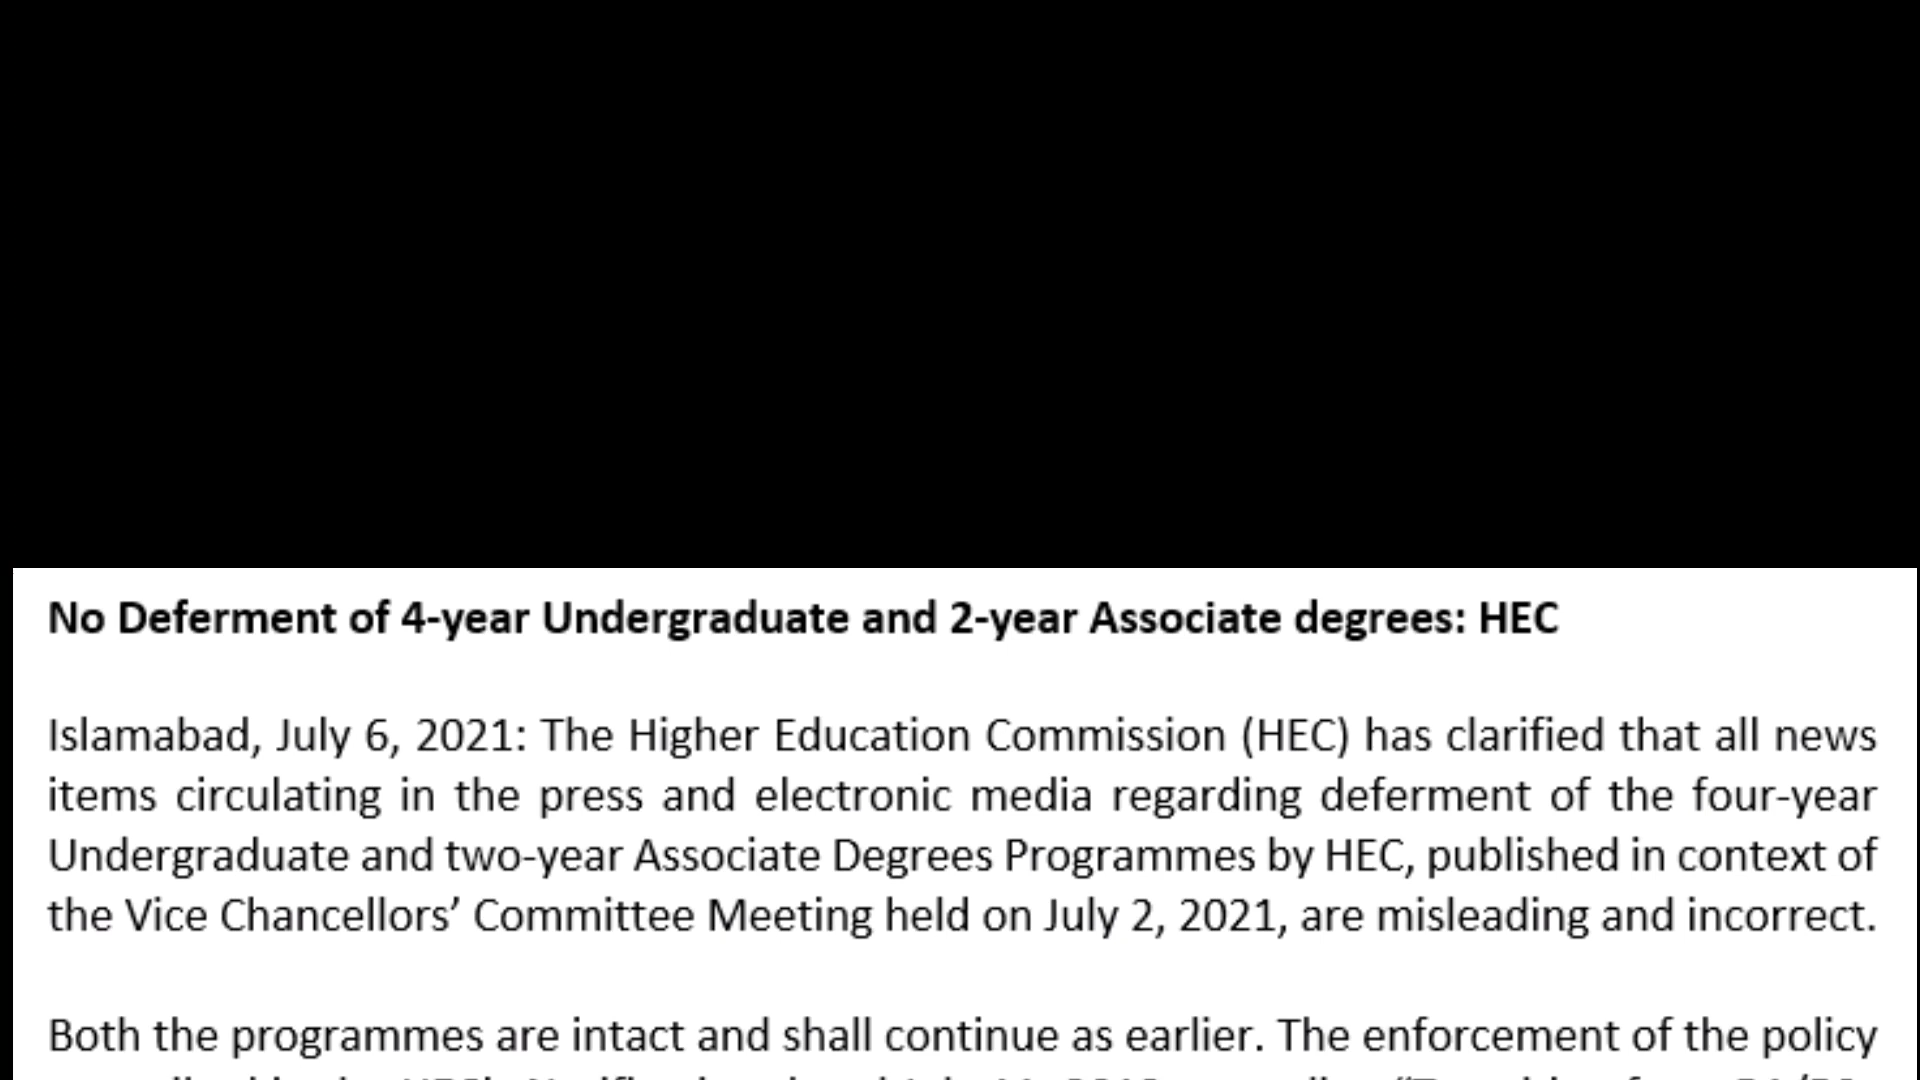 No Deferment of 4-year Undergraduate and 2-year Associate degrees: HEC
Islamabad, July 6, 2021: The Higher Education Commission (HEC) has clarified that all news
items circulating in the press and electronic media regarding deferment of the four-year
Undergraduate and two-year Associate Degrees Programmes by HEC, published in context of
the Vice Chancellors’ Committee Meeting held on July 2, 2021, are misleading and incorrect.
Both the programmes are intact and shall continue as earlier. The enforcement of the policy